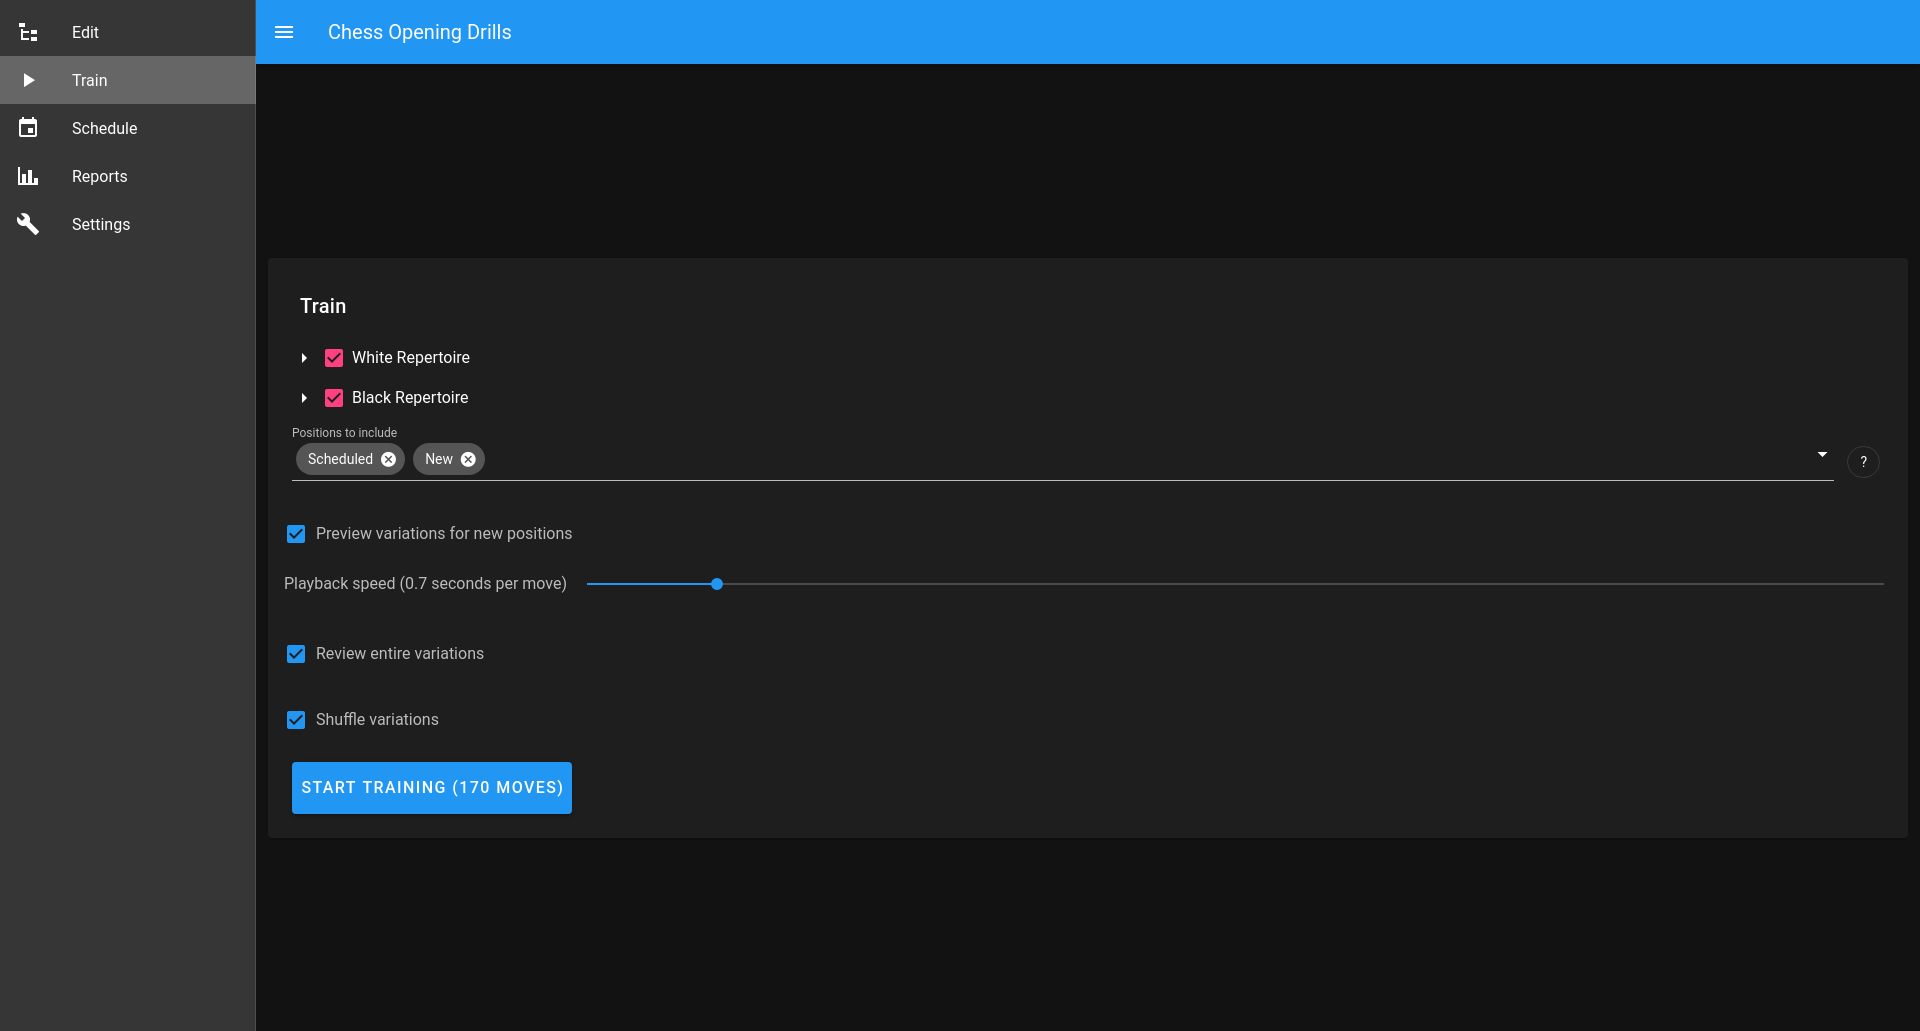 Edit
Train
Schedule
Reports
Settings
Chess Opening Drills
Train
White Repertoire
Black Repertoire
Positions to include
Scheduled New
?
Preview variations for new positions
Playback speed (0.7 seconds per move)
Review entire variations
Shuffle variations
START TRAINING (170 MOVES)